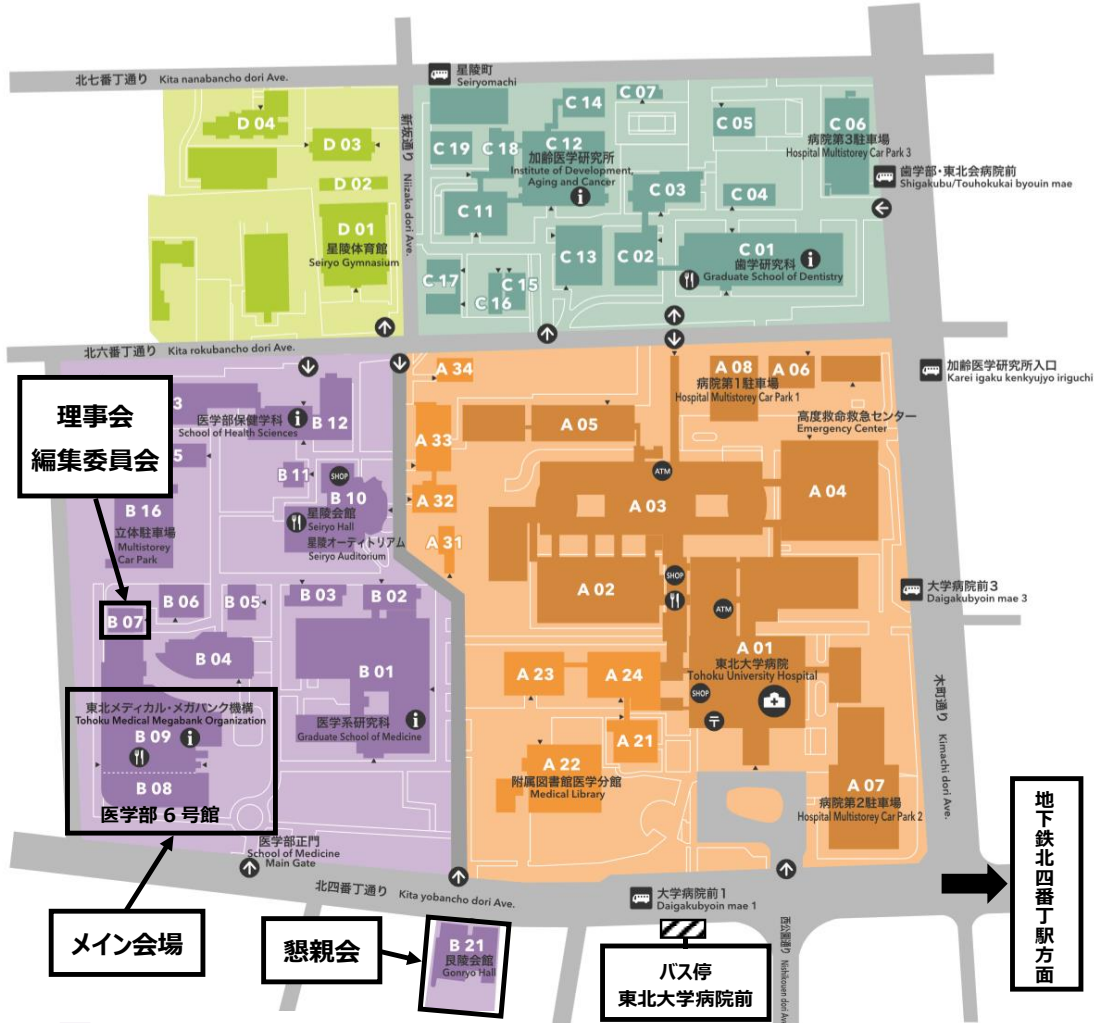 北七番丁通り Kita nanabancho dori Ave.
星陵町
Seiryomachi
新坂通り Niizaka dori Ave.
D 04
D 03
D 02
D 01
星陵体育館
Seiryo Gymnasium
C 14
C 07
C 05
C 06
病院第3駐車場
Hospital Multistorey Car Park 3
C 19
C 18
C 12
加齢医学研究所
Institute of Development,
Aging and Cancer
歯学部・東北会病院前
Shigakubu/Touhokukai byouin mae
C 03
C 04
C 11
C 13
C 02
C 01
歯学研究科
Graduate School of Dentistry
C 17
C 15
C 16
北六番丁通り Kita rokubancho dori Ave.
加齢医学研究所入口
Karei igaku kenkyujyo iriguchi
理事会
編集委員会
3
医学部保健学科
School of Health Sciences
B 12
5
B 11
SHOP
B 10
星陵会館
Seiryo Hall
星陵オーディトリアム
Seiryo Auditorium
B 16
立体駐車場
Multistorey
Car Park
A 34
A 33
A 32
A 31
A 08
病院第1駐車場
Hospital Multistorey Car Park 1
A 06
高度救命救急センター
Emergency Center
A 05
ATM
A 03
A 04
A 02
SHOP
ATM
大学病院前3
Daigakubyoin mae 3
B 07
B 06
B 05
B 03
B 02
B 04
B 01
医学系研究科
Graduate School of Medicine
A 23
A 24
A 01
東北大学病院
Tohoku University Hospital
SHOP
〒
A 21
A 22
附属図書館医学分館
Medical Library
A 07
病院第2駐車場
Hospital Multistorey Car Park 2
木町通り Kimachi dori Ave.
東北メディカル・メガバンク機構
Tohoku Medical Megabank Organization
B 09
B 08
医学部6号館
医学部正門
School of Medicine
Main Gate
北四番丁通り Kita yobancho dori Ave.
大学病院前1
Daigakubyoin mae 1
地下鉄北四番丁駅方面
メイン会場
懇親会
B 21
艮陵会館
Gonryo Hall
バス停
東北大学病院前
西公園通り Nishikouen dori Ave